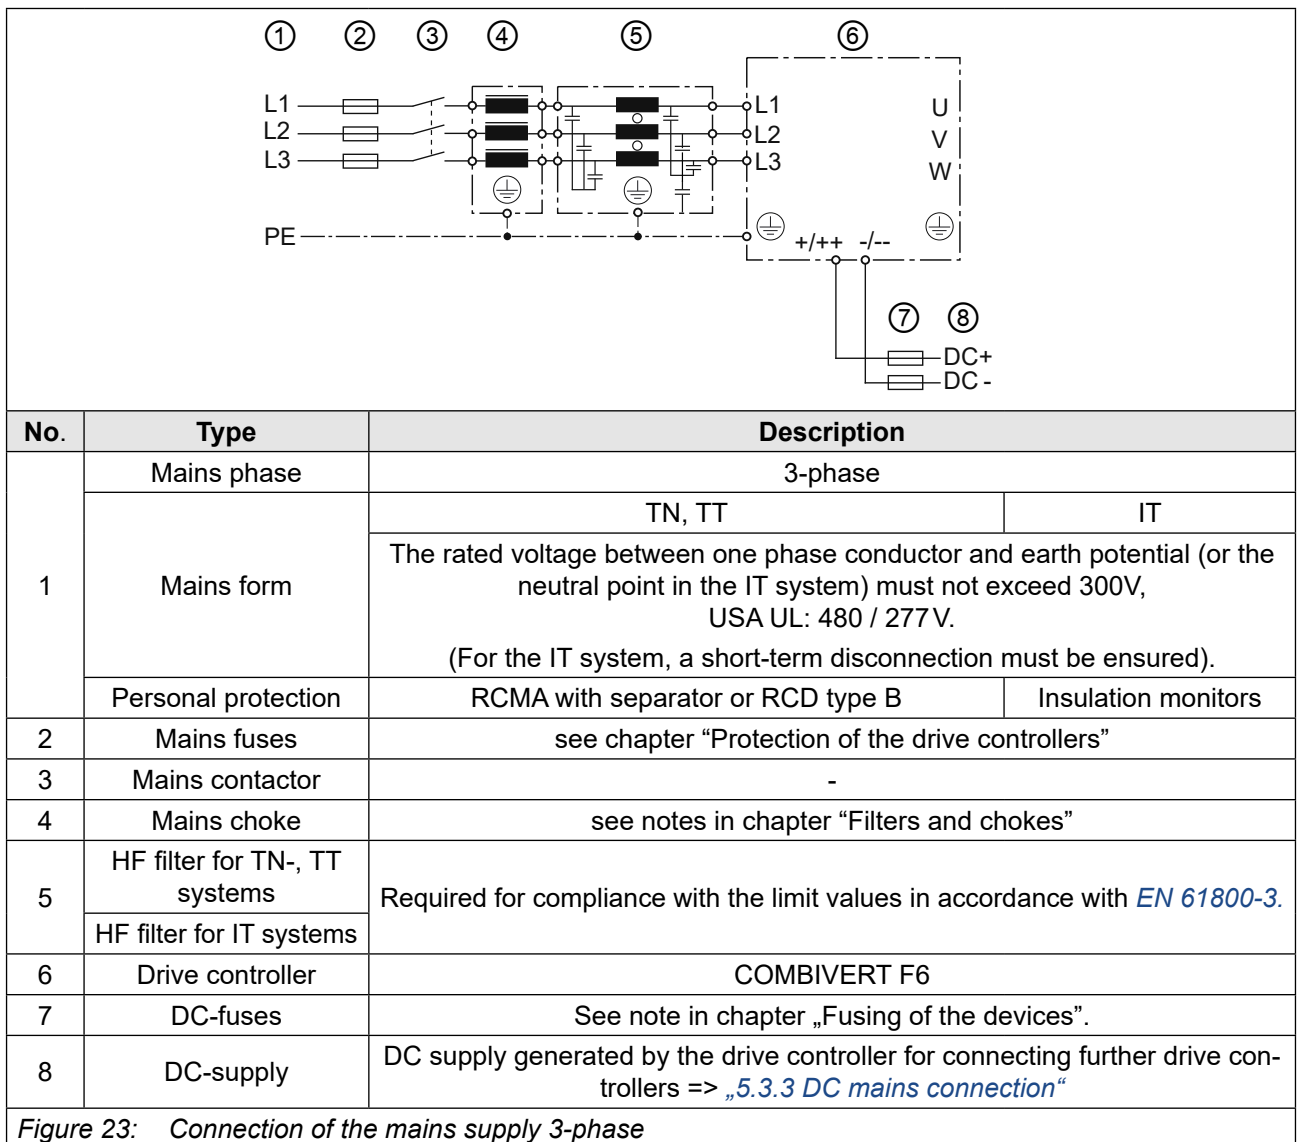 ① ② ③ ④ ⑤ ⑥
L1 L1 U
L2 L2 V
L3 L3 W
PE +/++ -/--
⑦ ⑧
DC+
DC -
No. Type Description
1 Mains phase 3-phase
Mains form TN, TT IT
The rated voltage between one phase conductor and earth potential (or the
neutral point in the IT system) must not exceed 300V,
USA UL: 480 / 277 V.
(For the IT system, a short-term disconnection must be ensured).
Personal protection RCMA with separator or RCD type B Insulation monitors
2 Mains fuses see chapter “Protection of the drive controllers”
3 Mains contactor -
4 Mains choke see notes in chapter “Filters and chokes”
5 HF filter for TN-, TT
systems
Required for compliance with the limit values in accordance with EN 61800-3.
HF filter for IT systems
6 Drive controller COMBIVERT F6
7 DC-fuses See note in chapter „Fusing of the devices”.
8 DC-supply DC supply generated by the drive controller for connecting further drive con-
trollers => „5.3.3 DC mains connection“
Figure 23: Connection of the mains supply 3-phase